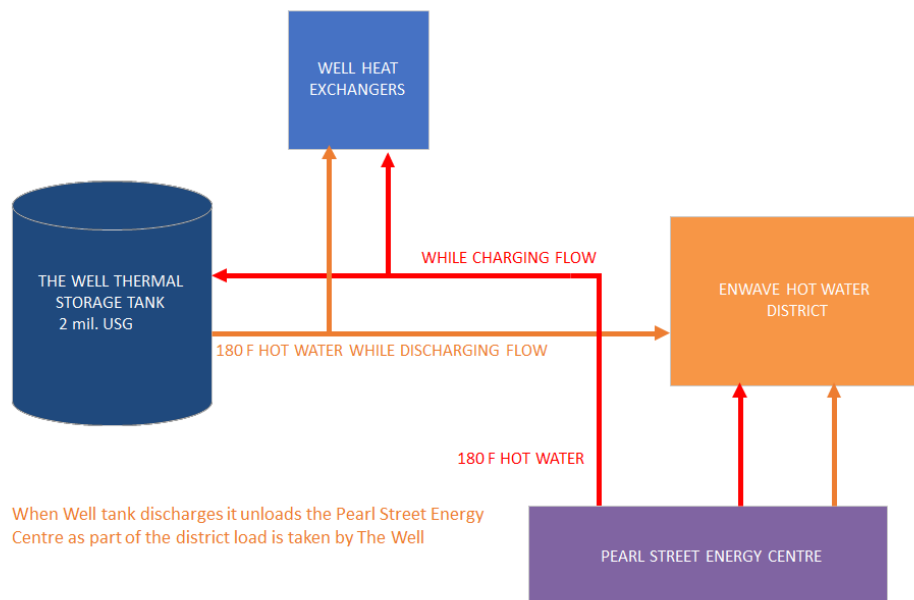 WELL HEAT
EXCHANGERS
THE WELL THERMAL
STORAGE TANK
2 mil. USG
WHILE CHARGING FLOW
ENWAVE HOT WATER
DISTRICT
180 F HOT WATER WHILE DISCHARGING FLOW
180 F HOT WATER
When Well tank discharges it unloads the Pearl Street Energy
Centre as part of the district load is taken by The Well
PEARL STREET ENERGY CENTRE